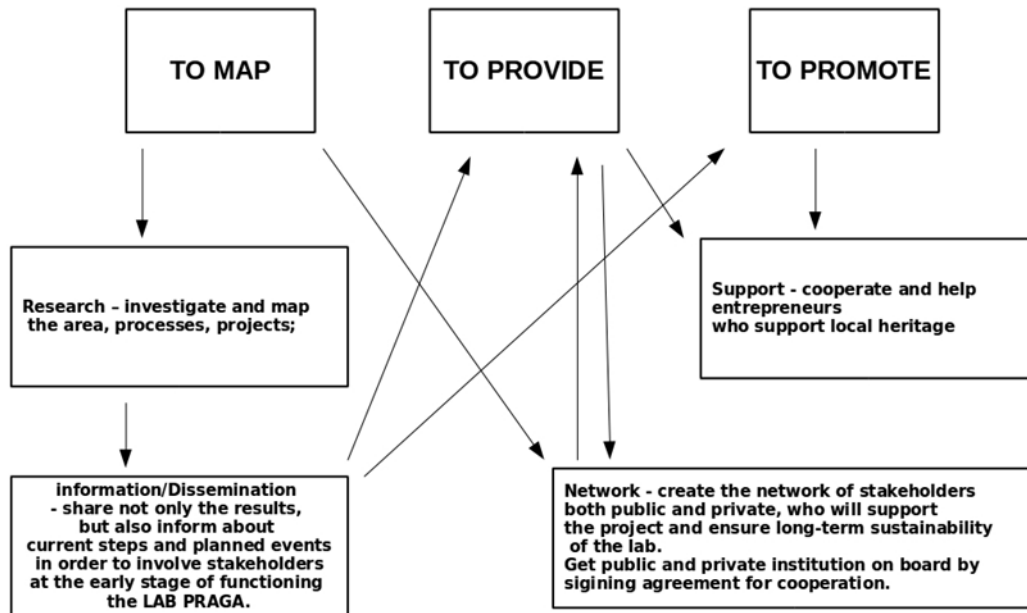 TO MAP
TO PROVIDE
TO PROMOTE
Research – investigate and map
the area, processes, projects;
Support - cooperate and help
entrepreneurs
who support local heritage
information/Dissemination
- share not only the results,
but also inform about
current steps and planned events
in order to involve stakeholders
at the early stage of functioning
the LAB PRAGA.
Network - create the network of stakeholders
both public and private, who will support
the project and ensure long-term sustainability
of the lab.
Get public and private institution on board by
sigining agreement for cooperation.